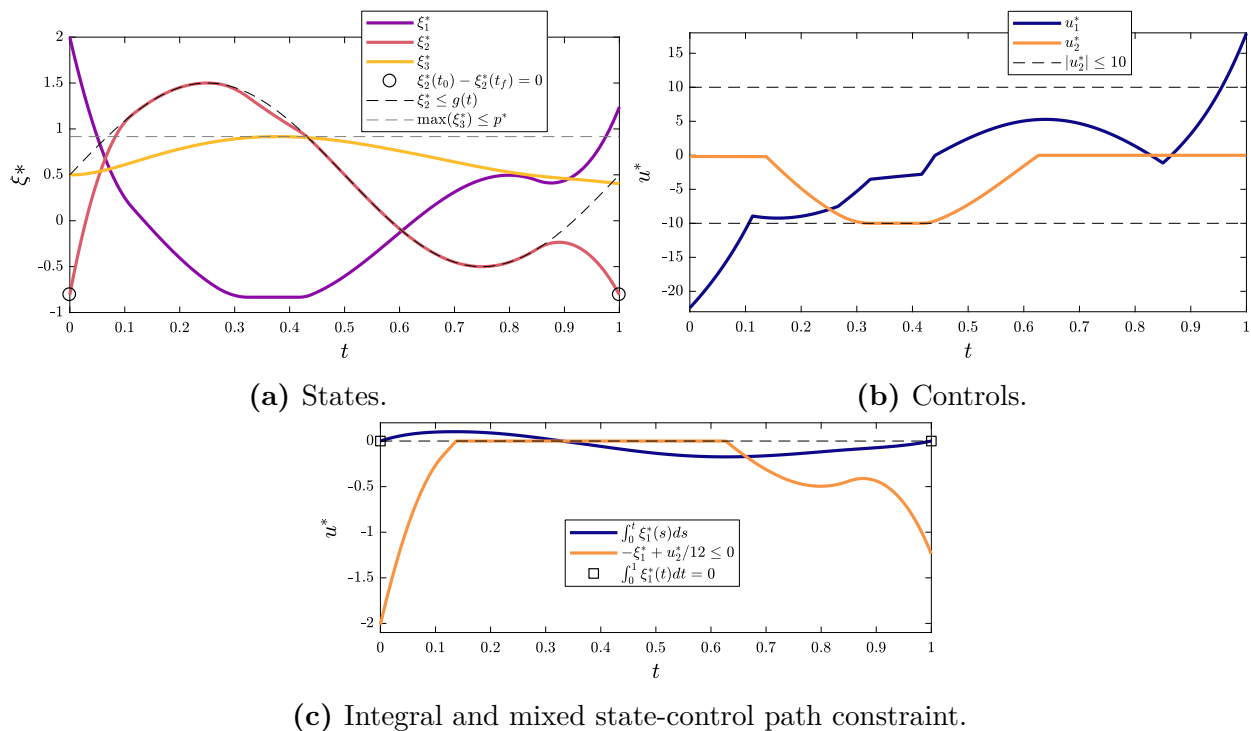 ξ₁*
ξ₂*
ξ₃*
ξ₂*(t₀) − ξ₂*(t_f) = 0
ξ₂* ≤ g(t)
max(ξ₃*) ≤ p*
2
1.5
1
0.5
0
-0.5
-1
ξ*
0 0.1 0.2 0.3 0.4 0.5 0.6 0.7 0.8 0.9 1
t
(a) States.
u₁*
u₂*
|u₂*| ≤ 10
15
10
5
0
-5
-10
-15
-20
u*
0 0.1 0.2 0.3 0.4 0.5 0.6 0.7 0.8 0.9 1
t
(b) Controls.
0
-0.5
-1
-1.5
-2
u*
∫₀ᵗ ξ₁*(s)ds
−ξ₁* + u₂*/12 ≤ 0
∫₀¹ ξ₁*(t)dt = 0
0 0.1 0.2 0.3 0.4 0.5 0.6 0.7 0.8 0.9 1
t
(c) Integral and mixed state-control path constraint.